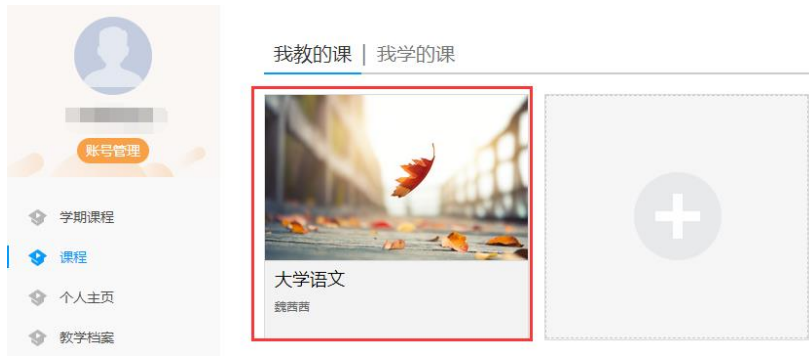 账号管理
学期课程
课程
个人主页
教学档案
我教的课 | 我学的课
大学语文
魏茜茜